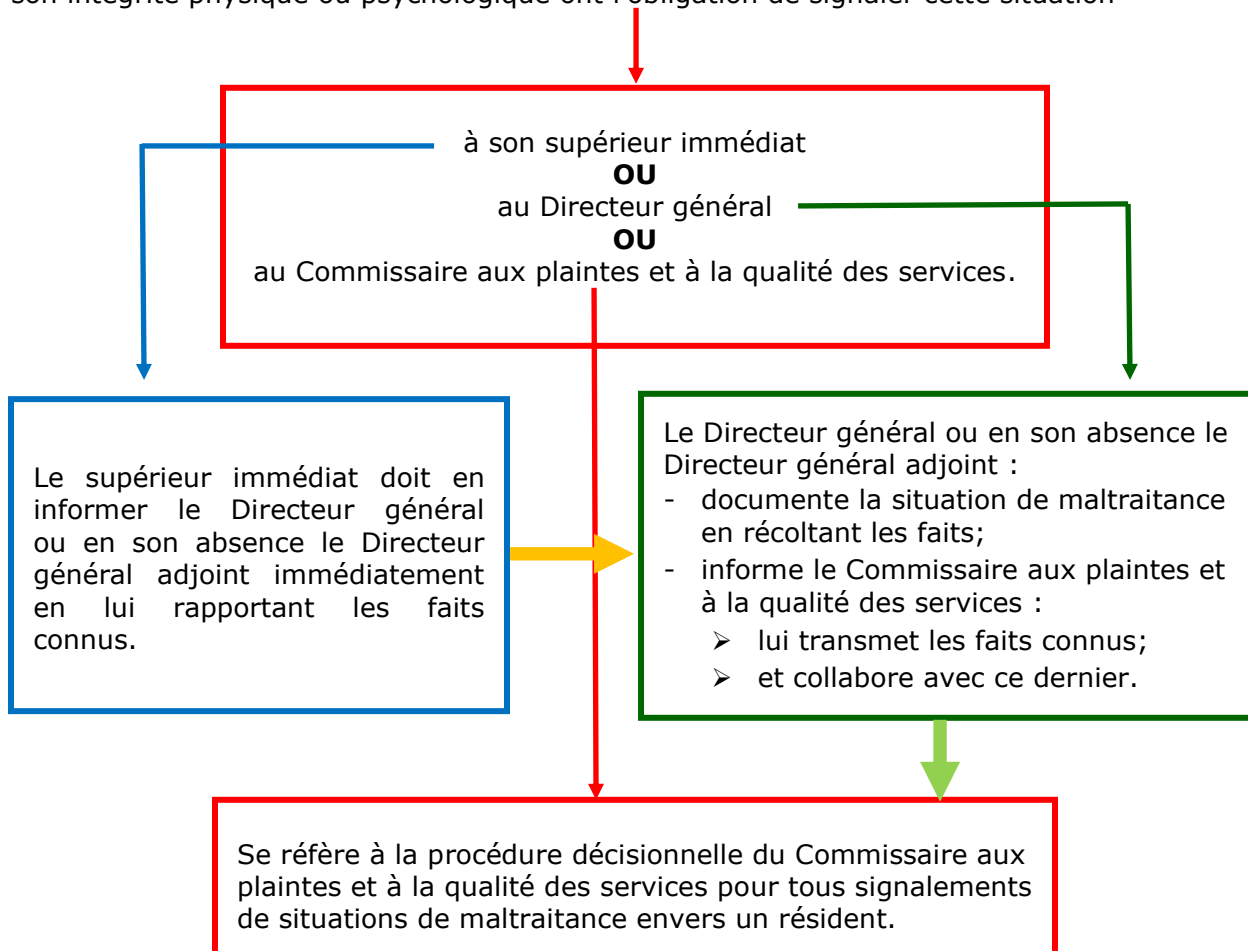 son intégrité physique ou psychologique ont l'obligation de signaler cette situation
à son supérieur immédiat
OU
au Directeur général
OU
au Commissaire aux plaintes et à la qualité des services.
Le supérieur immédiat doit en
informer le Directeur général
ou en son absence le Directeur
général adjoint immédiatement
en lui rapportant les faits
connus.
Le Directeur général ou en son absence le
Directeur général adjoint :
- documente la situation de maltraitance
en récoltant les faits;
- informe le Commissaire aux plaintes et
à la qualité des services :
➢ lui transmet les faits connus;
➢ et collabore avec ce dernier.
Se réfère à la procédure décisionnelle du Commissaire aux
plaintes et à la qualité des services pour tous signalements
de situations de maltraitance envers un résident.